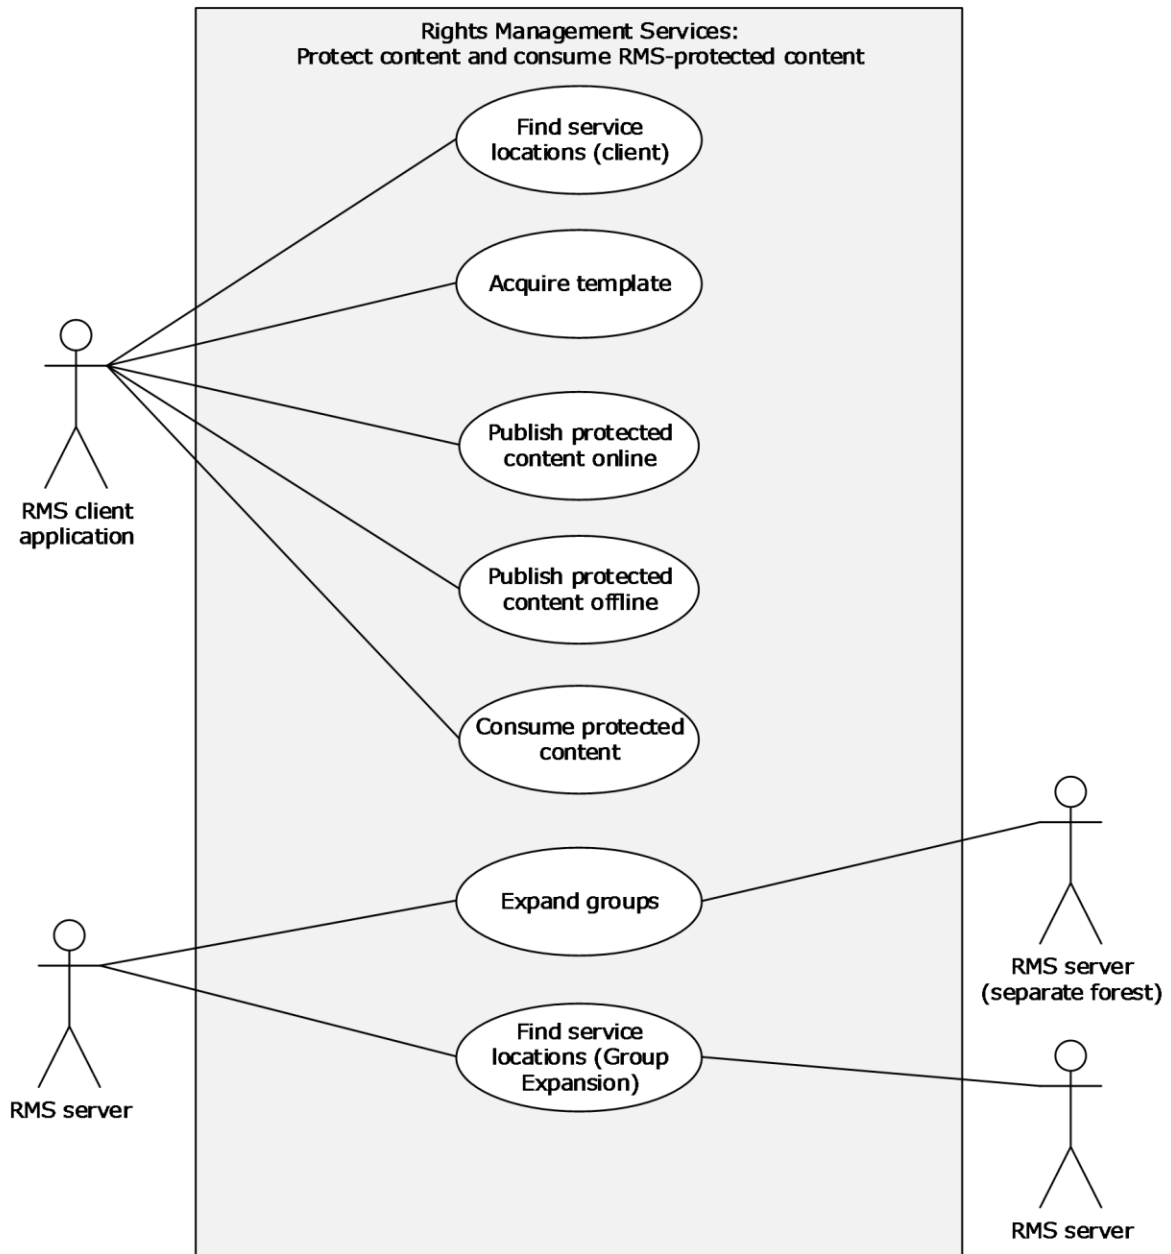 Rights Management Services:
Protect content and consume RMS-protected content
Find service
locations (client)
Acquire template
Publish protected
content online
RMS client
application
Publish protected
content offline
Consume protected
content
Expand groups
RMS server
(separate forest)
Find service
locations (Group
Expansion)
RMS server
RMS server